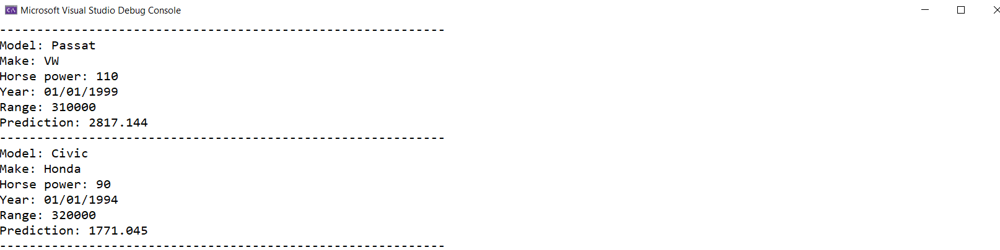 Microsoft Visual Studio Debug Console
------------------------------------------------------------
Model: Passat
Make: VW
Horse power: 110
Year: 01/01/1999
Range: 310000
Prediction: 2817.144
------------------------------------------------------------
Model: Civic
Make: Honda
Horse power: 90
Year: 01/01/1994
Range: 320000
Prediction: 1771.045
------------------------------------------------------------